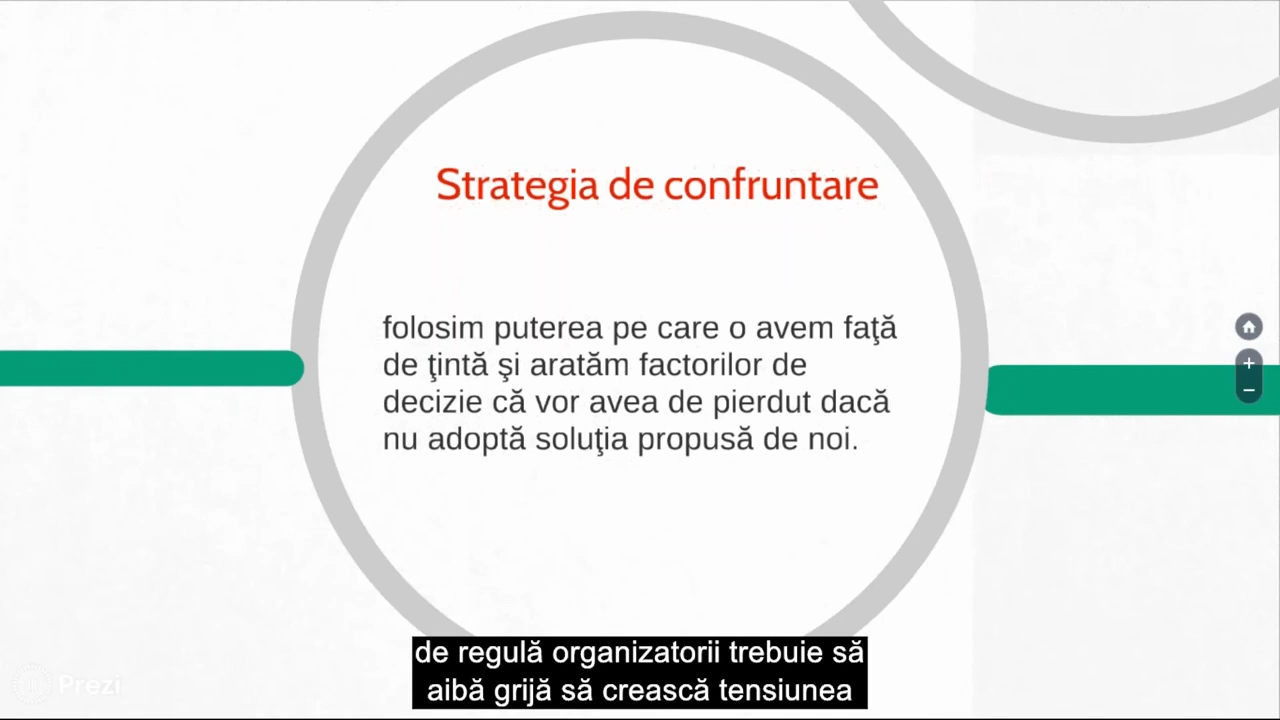 Strategia de confruntare
folosim puterea pe care o avem faţă
de ţintă şi aratăm factorilor de
decizie că vor avea de pierdut dacă
nu adoptă soluţia propusă de noi.
de regulă organizatorii trebuie să
aibă grijă să crească tensiunea
Prezi